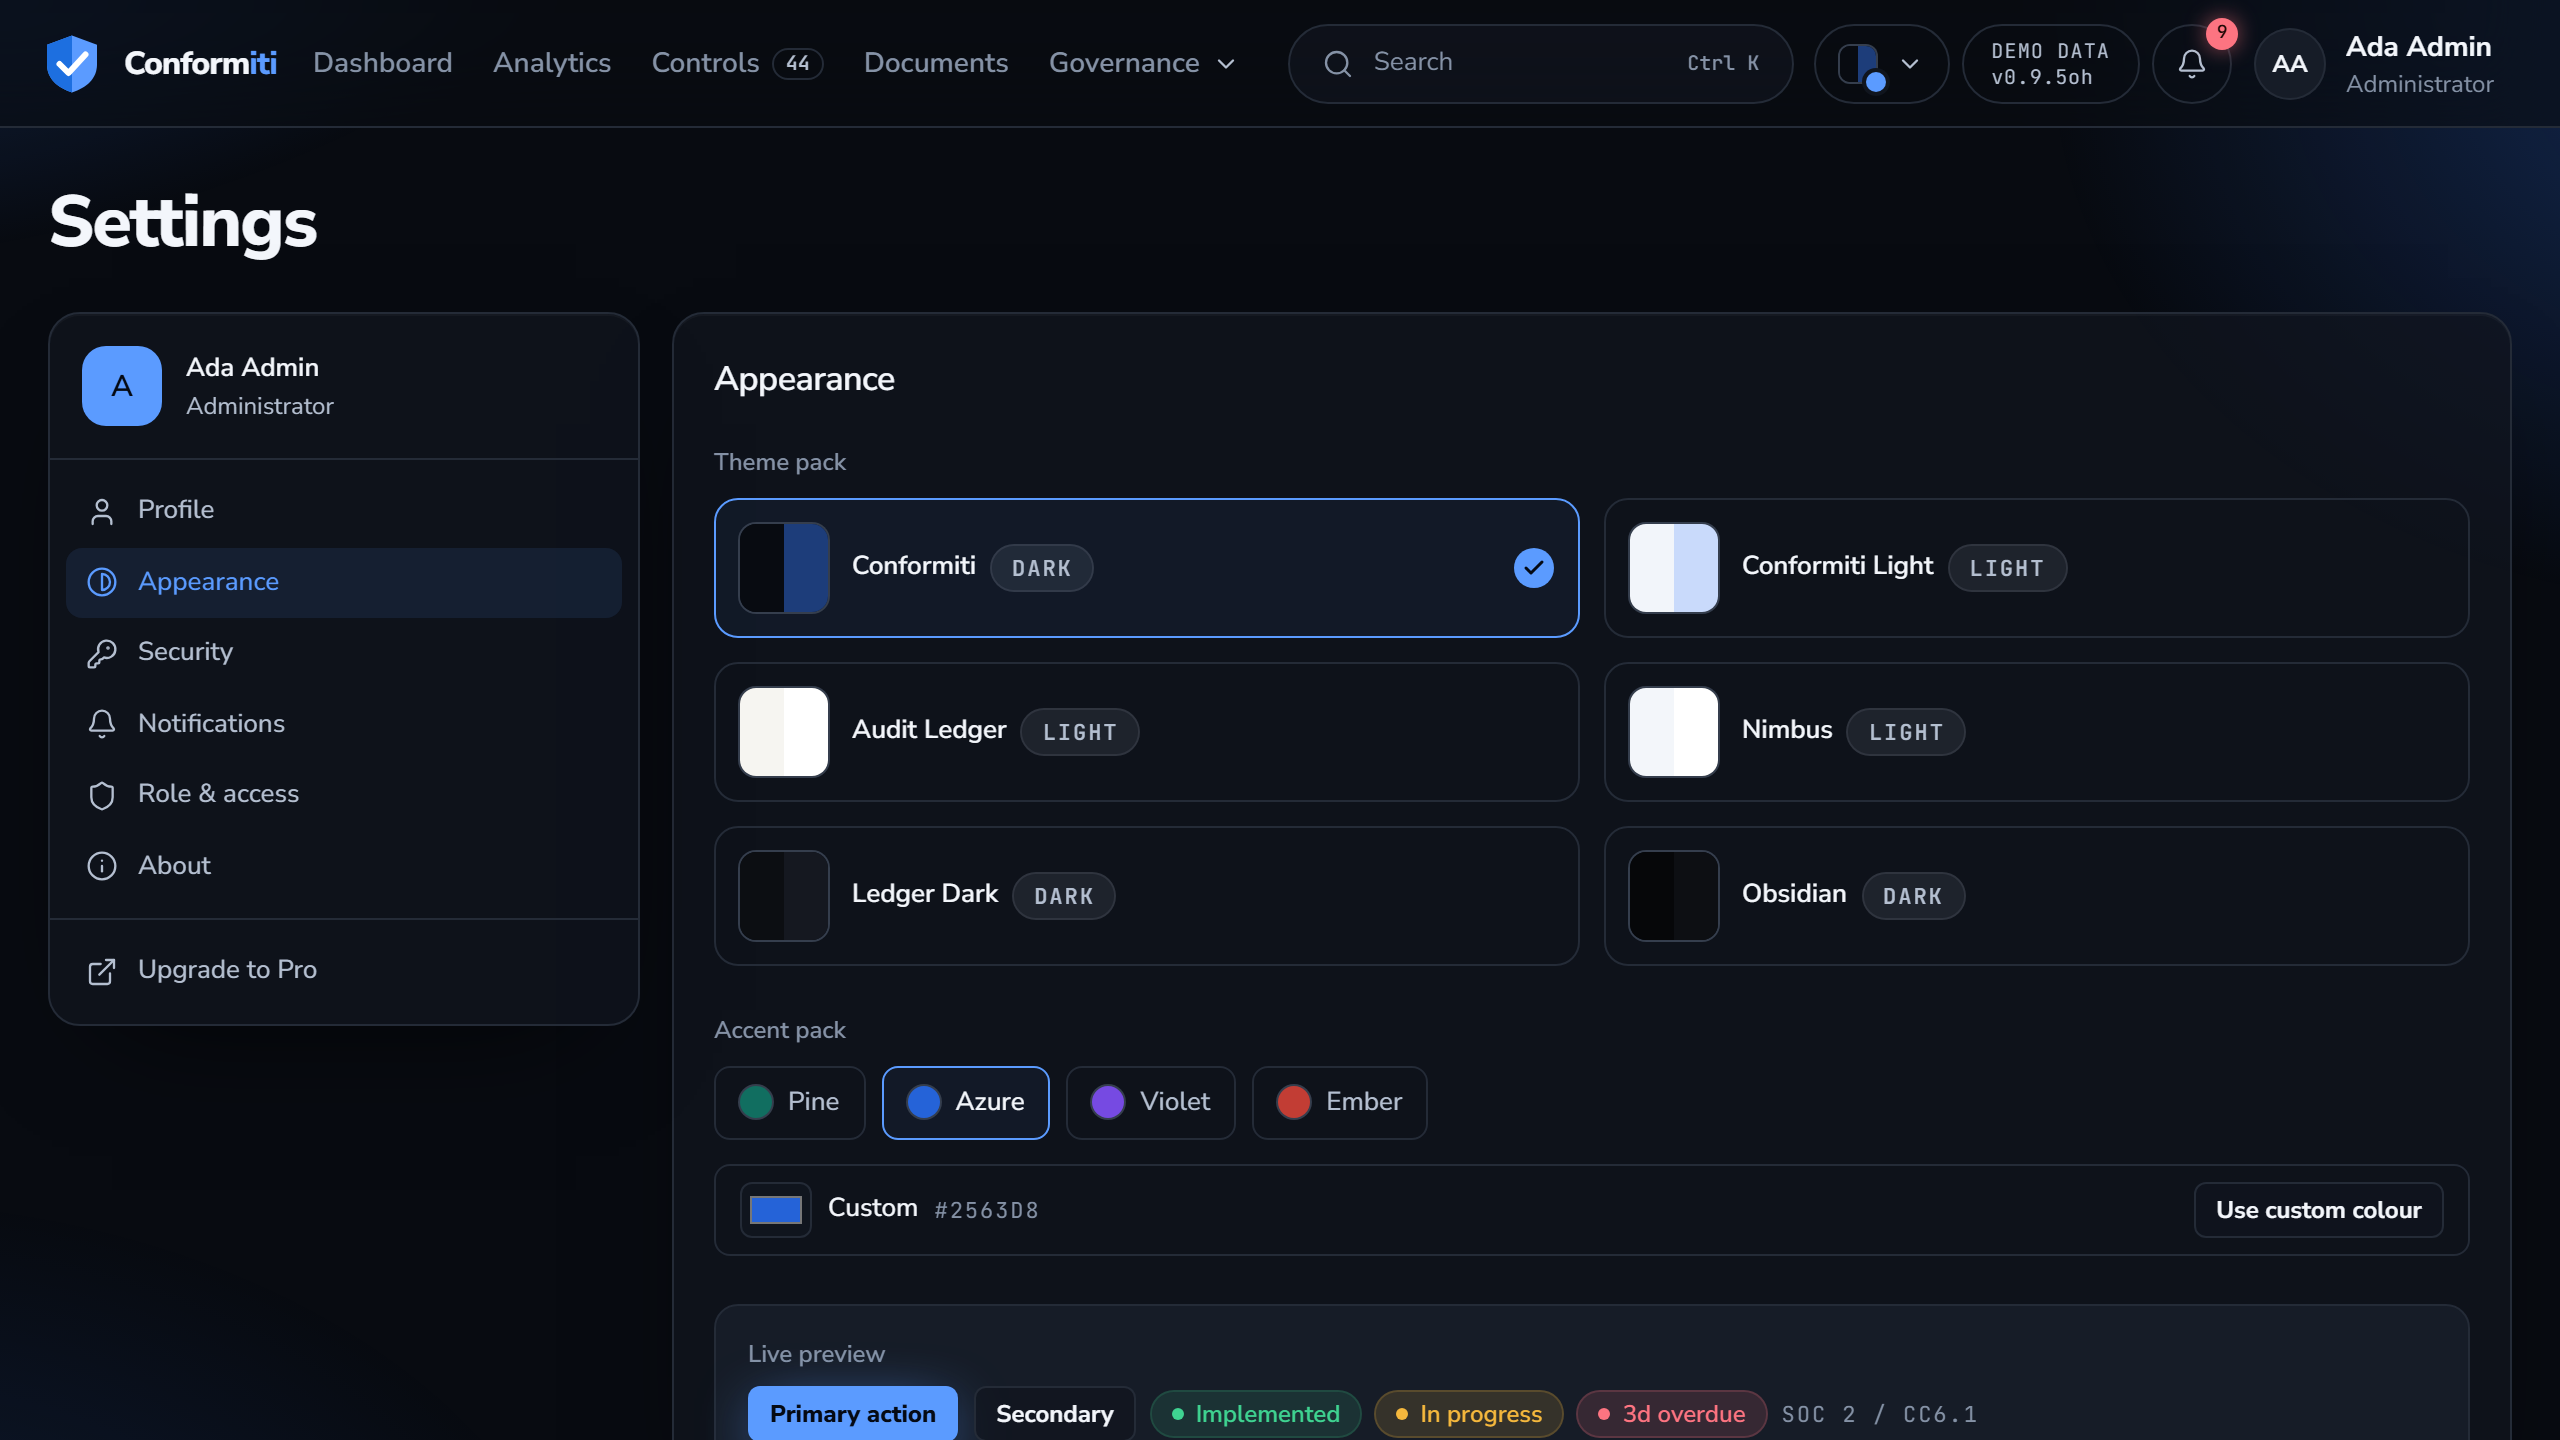 Conformiti
Dashboard
Analytics
Controls 44
Documents
Governance
Search
Ctrl K
DEMO DATA
v0.9.5oh
9
AA
Ada Admin
Administrator
Settings
A
Ada Admin
Administrator
Profile
Appearance
Security
Notifications
Role & access
About
Upgrade to Pro
Appearance
Theme pack
Conformiti DARK
Conformiti Light LIGHT
Audit Ledger LIGHT
Nimbus LIGHT
Ledger Dark DARK
Obsidian DARK
Accent pack
Pine
Azure
Violet
Ember
Custom #2563D8
Use custom colour
Live preview
Primary action
Secondary
Implemented
In progress
3d overdue
SOC 2 / CC6.1